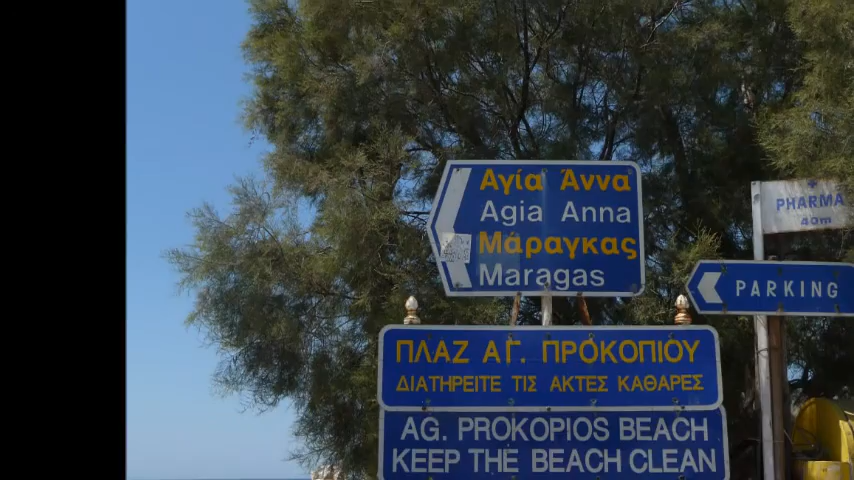 Αγία Άννα
Agia Anna
Μάραγκας
Maragas
PHARMA
40m
PARKING
ΠΛΑΖ ΑΓ. ΠΡΟΚΟΠΙΟΥ
ΔΙΑΤΗΡΕΙΤΕ ΤΙΣ ΑΚΤΕΣ ΚΑΘΑΡΕΣ
AG. PROKOPIOS BEACH
KEEP THE BEACH CLEAN